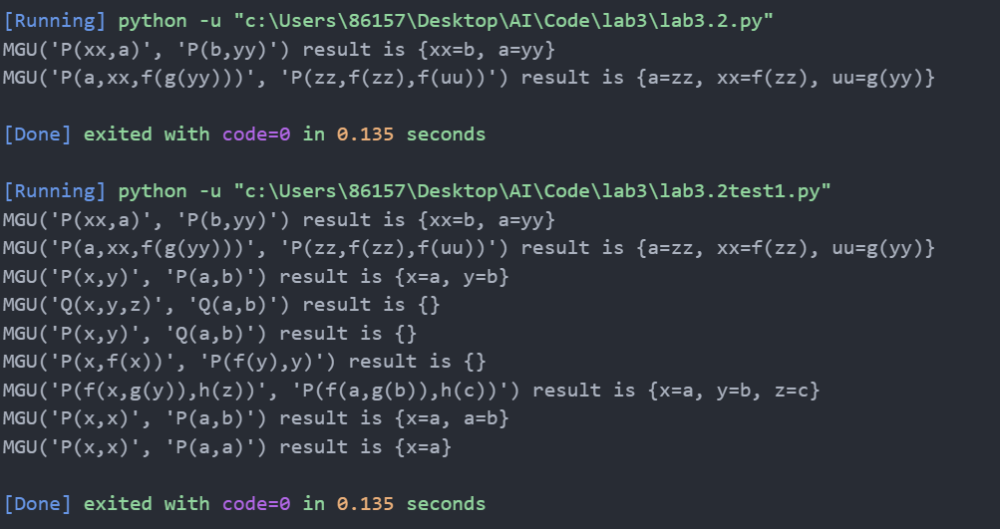 [Running] python -u "c:\Users\86157\Desktop\AI\Code\lab3\lab3.2.py"
MGU('P(xx,a)', 'P(b,yy)') result is {xx=b, a=yy}
MGU('P(a,xx,f(g(yy)))', 'P(zz,f(zz),f(uu))') result is {a=zz, xx=f(zz), uu=g(yy)}
[Done] exited with code=0 in 0.135 seconds
[Running] python -u "c:\Users\86157\Desktop\AI\Code\lab3\lab3.2test1.py"
MGU('P(xx,a)', 'P(b,yy)') result is {xx=b, a=yy}
MGU('P(a,xx,f(g(yy)))', 'P(zz,f(zz),f(uu))') result is {a=zz, xx=f(zz), uu=g(yy)}
MGU('P(x,y)', 'P(a,b)') result is {x=a, y=b}
MGU('Q(x,y,z)', 'Q(a,b)') result is {}
MGU('P(x,y)', 'Q(a,b)') result is {}
MGU('P(x,f(x))', 'P(f(y),y)') result is {}
MGU('P(f(x,g(y)),h(z))', 'P(f(a,g(b)),h(c))') result is {x=a, y=b, z=c}
MGU('P(x,x)', 'P(a,b)') result is {x=a, a=b}
MGU('P(x,x)', 'P(a,a)') result is {x=a}
[Done] exited with code=0 in 0.135 seconds